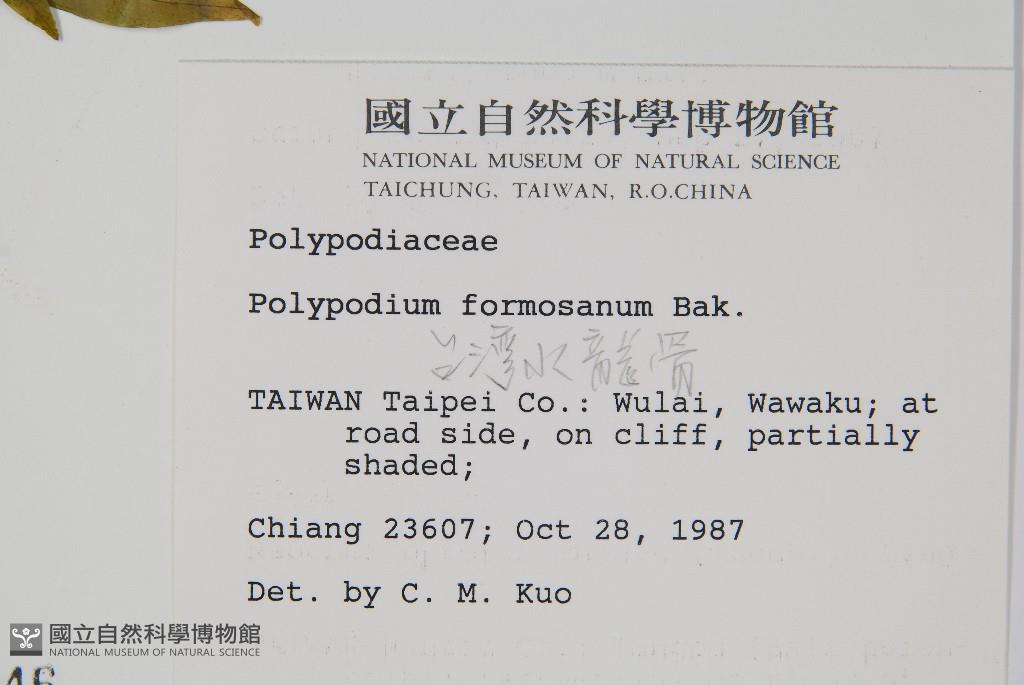 國立自然科學博物館
NATIONAL MUSEUM OF NATURAL SCIENCE
TAICHUNG, TAIWAN, R.O.CHINA
Polypodiaceae
Polypodium formosanum Bak.
台灣水龍骨
TAIWAN Taipei Co.: Wulai, Wawaku; at
road side, on cliff, partially
shaded;
Chiang 23607; Oct 28, 1987
Det. by C. M. Kuo
國立自然科學博物館
NATIONAL MUSEUM OF NATURAL SCIENCE